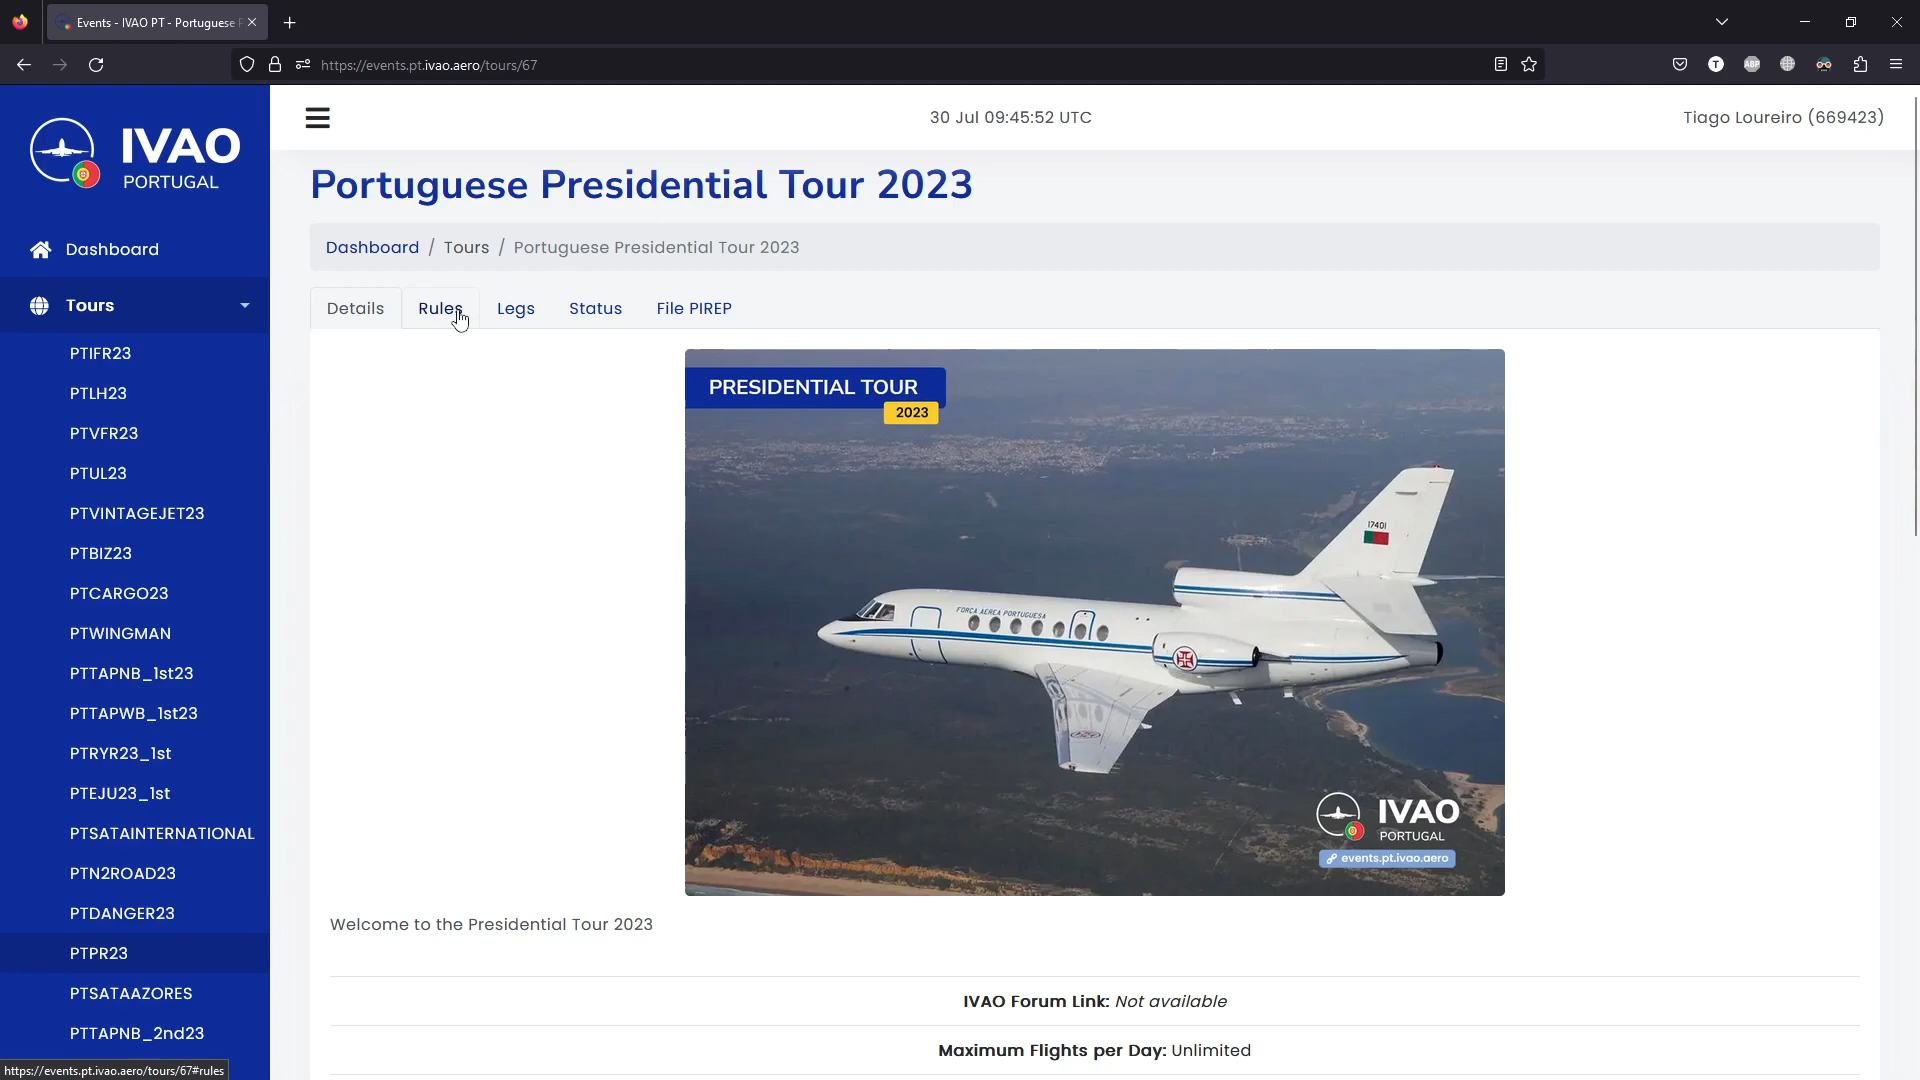 Events - IVAO PT - Portuguese
https://events.pt.ivao.aero/tours/67
T
ABP
IVAO
PORTUGAL
30 Jul 09:45:52 UTC
Tiago Loureiro (669423)
Portuguese Presidential Tour 2023
Dashboard / Tours / Portuguese Presidential Tour 2023
Details
Rules
Legs
Status
File PIREP
Dashboard
Tours
PTIFR23
PTLH23
PTVFR23
PTUL23
PTVINTAGEJET23
PTBIZ23
PTCARGO23
PTWINGMAN
PTTAPNB_1st23
PTTAPWB_1st23
PTRYR23_1st
PTEJU23_1st
PTSATAINTERNATIONAL
PTN2ROAD23
PTDANGER23
PTPR23
PTSATAAZORES
PTTAPNB_2nd23
PRESIDENTIAL TOUR
2023
17401
FORÇA AEREA PORTUGUESA
IVAO
PORTUGAL
events.pt.ivao.aero
Welcome to the Presidential Tour 2023
IVAO Forum Link: Not available
Maximum Flights per Day: Unlimited
https://events.pt.ivao.aero/tours/67#rules